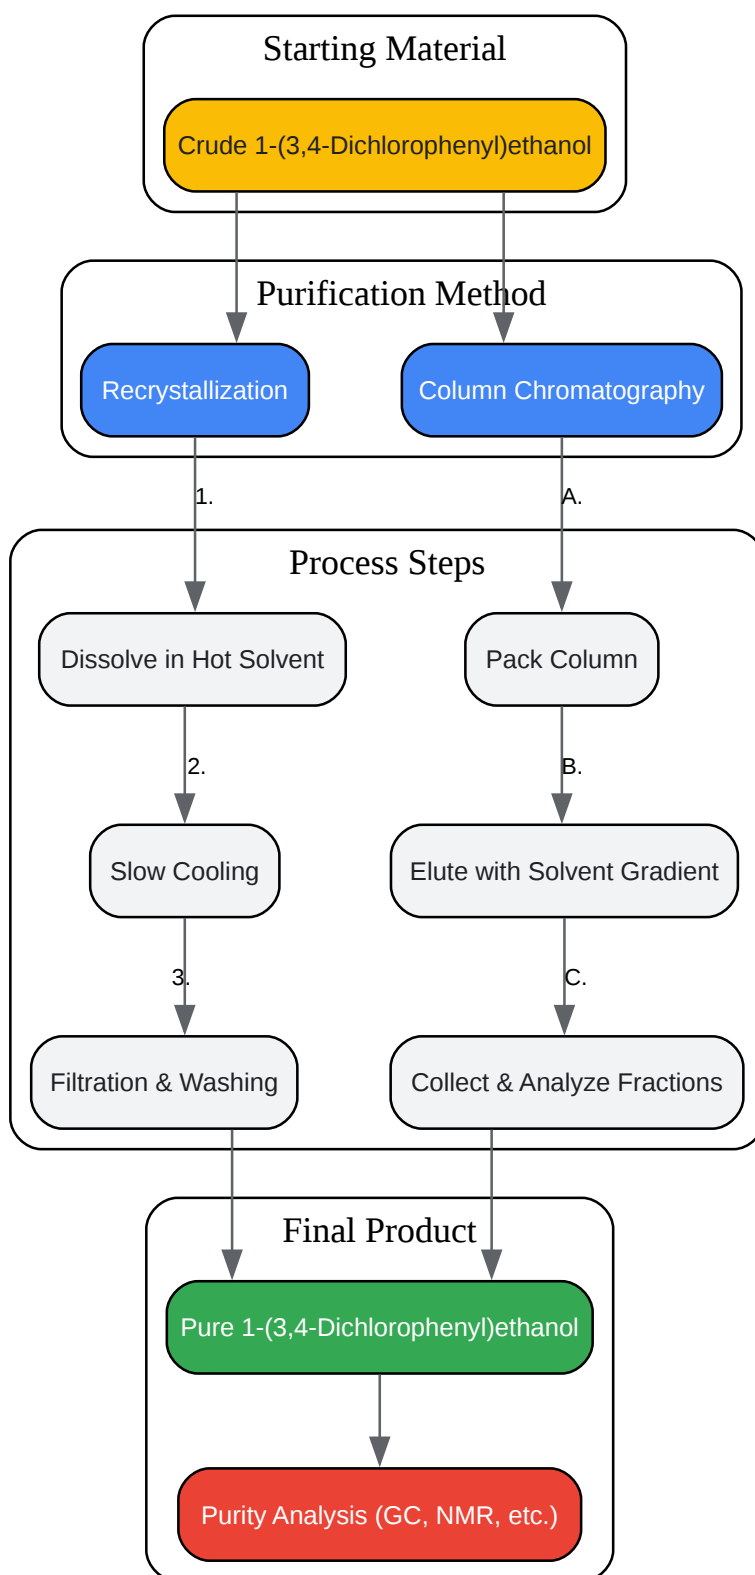 Starting Material
Crude 1-(3,4-Dichlorophenyl)ethanol
Purification Method
Recrystallization
Column Chromatography
1.
A.
Process Steps
Dissolve in Hot Solvent
Pack Column
2.
B.
Slow Cooling
Elute with Solvent Gradient
3.
C.
Filtration & Washing
Collect & Analyze Fractions
Final Product
Pure 1-(3,4-Dichlorophenyl)ethanol
Purity Analysis (GC, NMR, etc.)